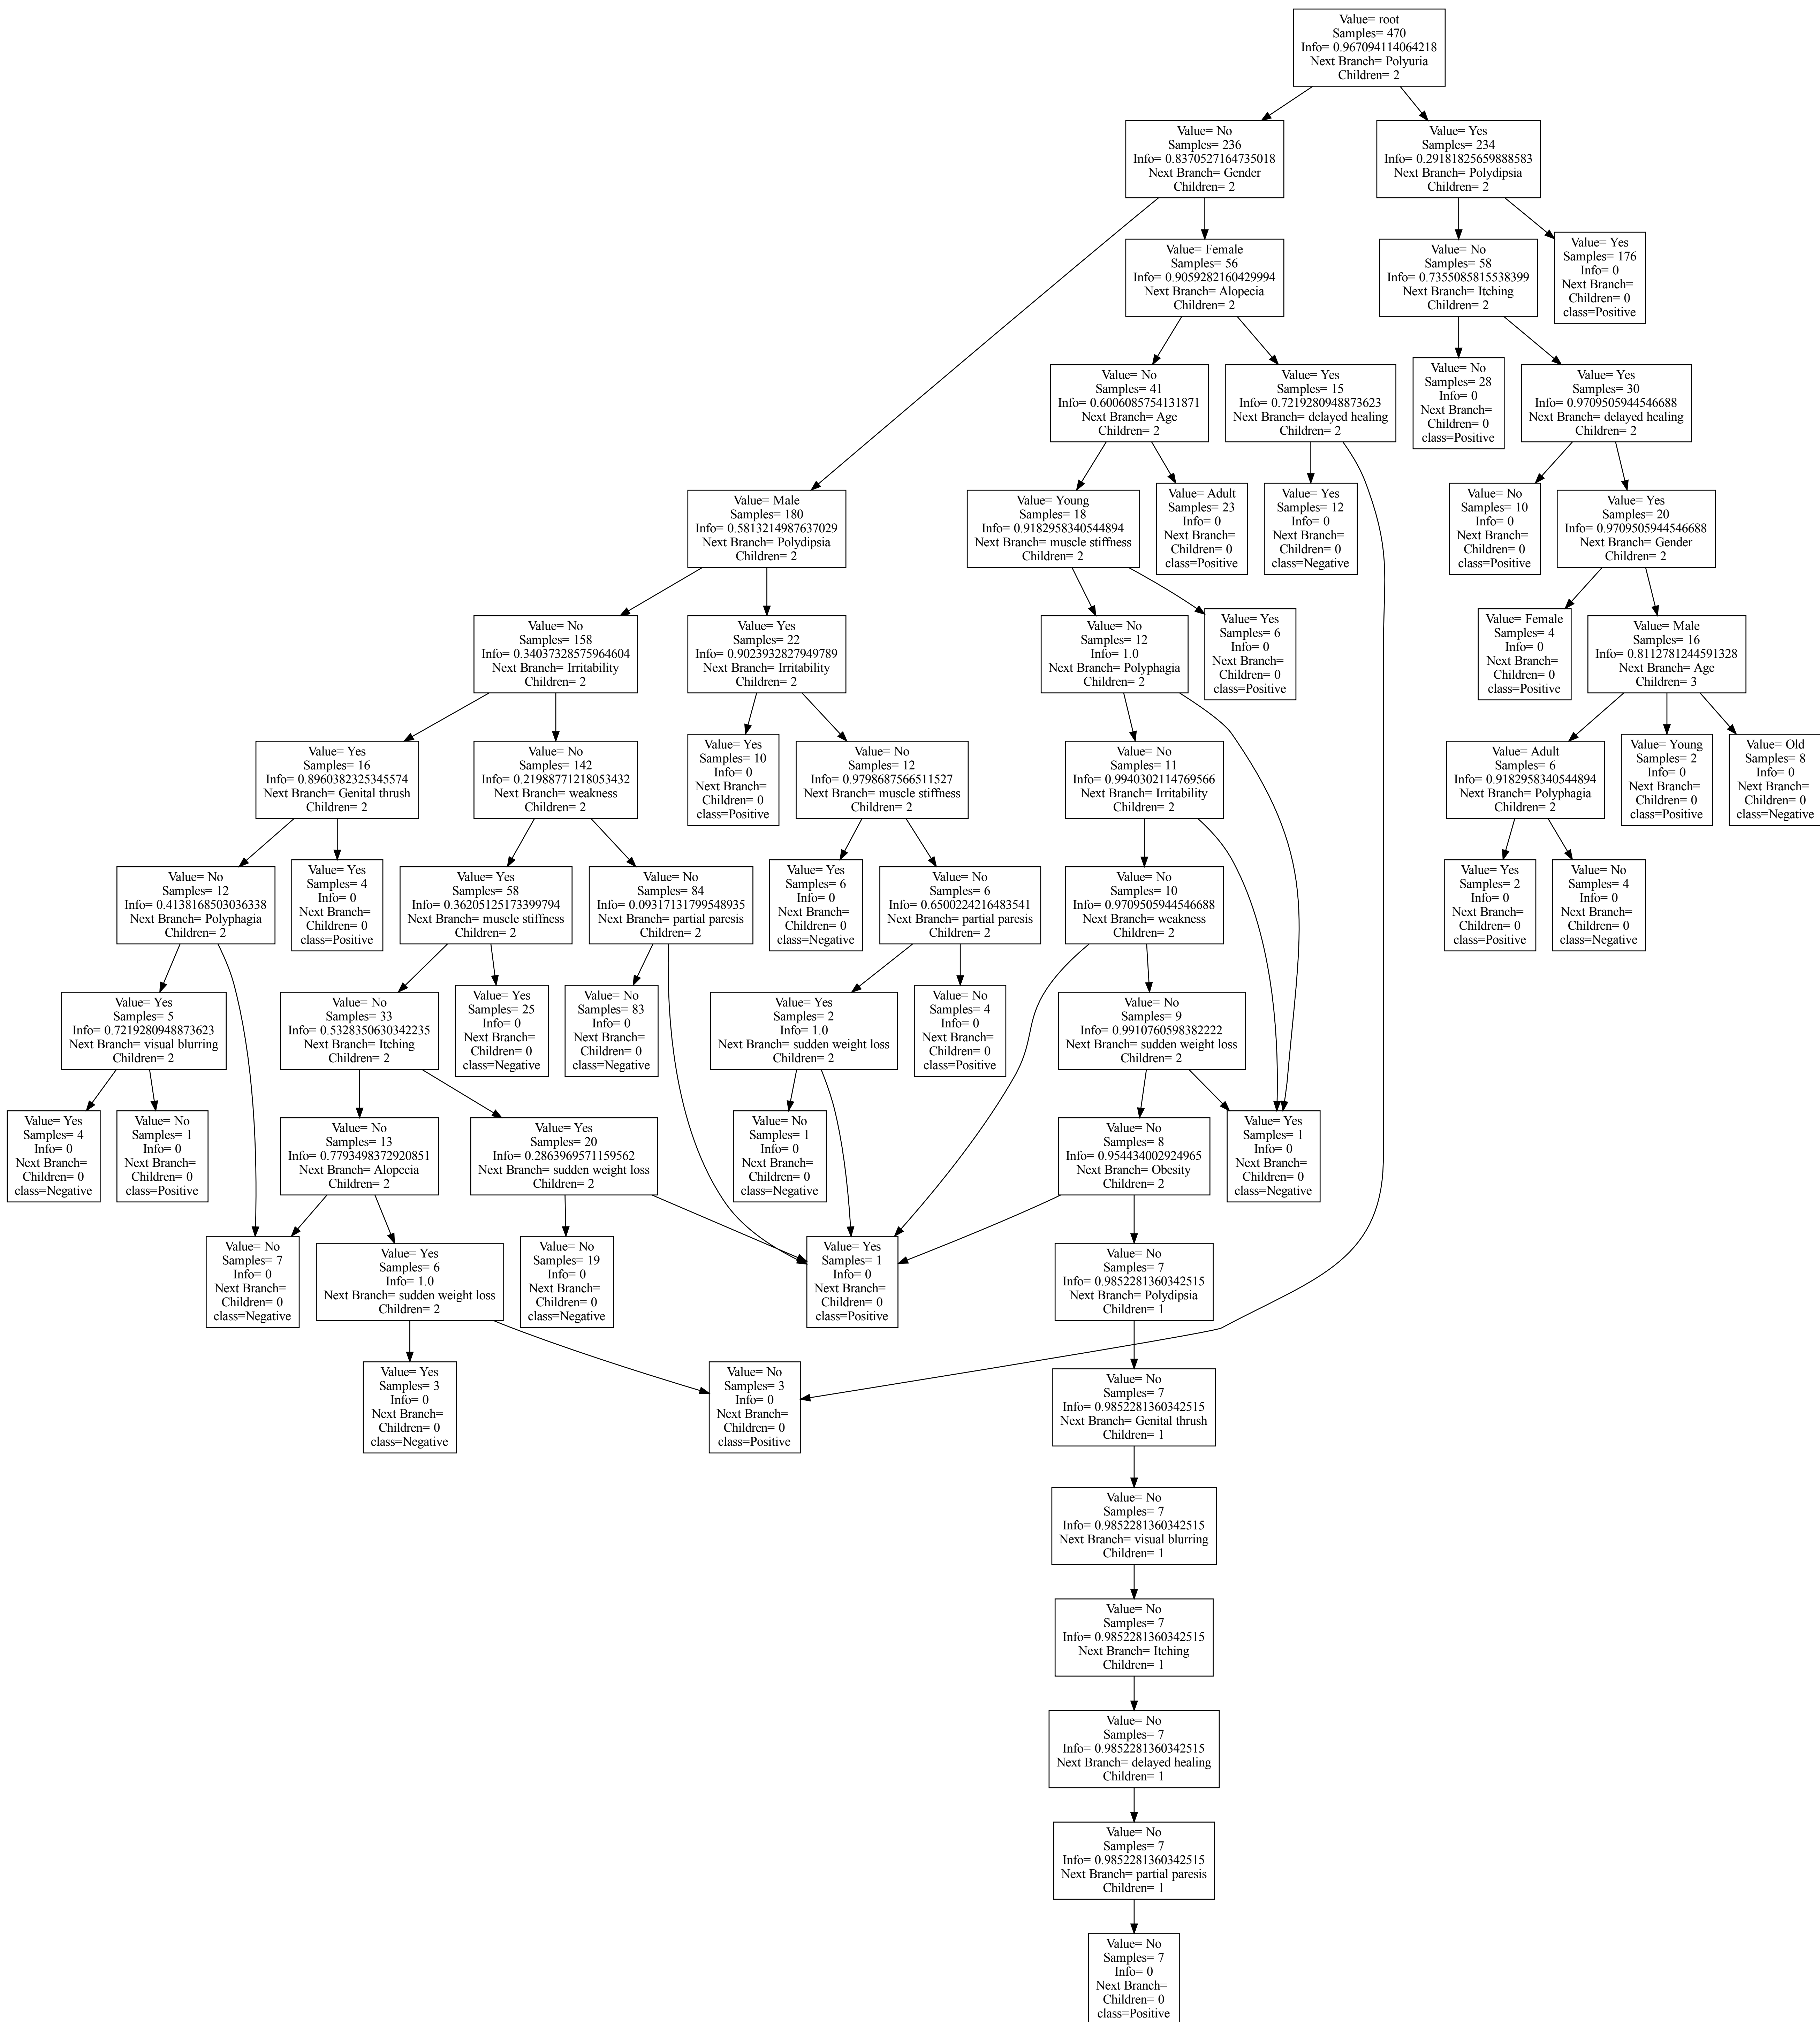 Value= root
Samples= 470
Info= 0.967094114064218
Next Branch= Polyuria
Children= 2
Value= No
Samples= 236
Info= 0.8370527164735018
Next Branch= Gender
Children= 2
Value= Yes
Samples= 234
Info= 0.29181825659888583
Next Branch= Polydipsia
Children= 2
Value= Female
Samples= 56
Info= 0.9059282160429994
Next Branch= Alopecia
Children= 2
Value= No
Samples= 58
Info= 0.7355085815538399
Next Branch= Itching
Children= 2
Value= Yes
Samples= 176
Info= 0
Next Branch=
Children= 0
class=Positive
Value= No
Samples= 41
Info= 0.6006085754131871
Next Branch= Age
Children= 2
Value= Yes
Samples= 15
Info= 0.7219280948873623
Next Branch= delayed healing
Children= 2
Value= No
Samples= 28
Info= 0
Next Branch=
Children= 0
class=Positive
Value= Yes
Samples= 30
Info= 0.9709505944546688
Next Branch= delayed healing
Children= 2
Value= Male
Samples= 180
Info= 0.5813214987637029
Next Branch= Polydipsia
Children= 2
Value= Young
Samples= 18
Info= 0.9182958340544894
Next Branch= muscle stiffness
Children= 2
Value= Adult
Samples= 23
Info= 0
Next Branch=
Children= 0
class=Positive
Value= Yes
Samples= 12
Info= 0
Next Branch=
Children= 0
class=Negative
Value= No
Samples= 10
Info= 0
Next Branch=
Children= 0
class=Positive
Value= Yes
Samples= 20
Info= 0.9709505944546688
Next Branch= Gender
Children= 2
Value= No
Samples= 158
Info= 0.34037328575964604
Next Branch= Irritability
Children= 2
Value= Yes
Samples= 22
Info= 0.9023932827949789
Next Branch= Irritability
Children= 2
Value= No
Samples= 12
Info= 1.0
Next Branch= Polyphagia
Children= 2
Value= Yes
Samples= 6
Info= 0
Next Branch=
Children= 0
class=Positive
Value= Female
Samples= 4
Info= 0
Next Branch=
Children= 0
class=Positive
Value= Male
Samples= 16
Info= 0.8112781244591328
Next Branch= Age
Children= 3
Value= Yes
Samples= 16
Info= 0.8960382325345574
Next Branch= Genital thrush
Children= 2
Value= No
Samples= 142
Info= 0.21988771218053432
Next Branch= weakness
Children= 2
Value= Yes
Samples= 10
Info= 0
Next Branch=
Children= 0
class=Positive
Value= No
Samples= 12
Info= 0.9798687566511527
Next Branch= muscle stiffness
Children= 2
Value= No
Samples= 11
Info= 0.9940302114769566
Next Branch= Irritability
Children= 2
Value= Adult
Samples= 6
Info= 0.9182958340544894
Next Branch= Polyphagia
Children= 2
Value= Young
Samples= 2
Info= 0
Next Branch=
Children= 0
class=Positive
Value= Old
Samples= 8
Info= 0
Next Branch=
Children= 0
class=Negative
Value= No
Samples= 12
Info= 0.4138168503036338
Next Branch= Polyphagia
Children= 2
Value= Yes
Samples= 4
Info= 0
Next Branch=
Children= 0
class=Positive
Value= Yes
Samples= 58
Info= 0.36205125173399794
Next Branch= muscle stiffness
Children= 2
Value= No
Samples= 84
Info= 0.09317131799548935
Next Branch= partial paresis
Children= 2
Value= Yes
Samples= 6
Info= 0
Next Branch=
Children= 0
class=Negative
Value= No
Samples= 6
Info= 0.6500224216483541
Next Branch= partial paresis
Children= 2
Value= No
Samples= 10
Info= 0.9709505944546688
Next Branch= weakness
Children= 2
Value= Yes
Samples= 2
Info= 0
Next Branch=
Children= 0
class=Positive
Value= No
Samples= 4
Info= 0
Next Branch=
Children= 0
class=Negative
Value= Yes
Samples= 5
Info= 0.7219280948873623
Next Branch= visual blurring
Children= 2
Value= No
Samples= 33
Info= 0.5328350630342235
Next Branch= Itching
Children= 2
Value= Yes
Samples= 25
Info= 0
Next Branch=
Children= 0
class=Negative
Value= No
Samples= 83
Info= 0
Next Branch=
Children= 0
class=Negative
Value= Yes
Samples= 2
Info= 1.0
Next Branch= sudden weight loss
Children= 2
Value= No
Samples= 4
Info= 0
Next Branch=
Children= 0
class=Positive
Value= No
Samples= 9
Info= 0.9910760598382222
Next Branch= sudden weight loss
Children= 2
Value= Yes
Samples= 4
Info= 0
Next Branch=
Children= 0
class=Negative
Value= No
Samples= 1
Info= 0
Next Branch=
Children= 0
class=Positive
Value= No
Samples= 13
Info= 0.7793498372920851
Next Branch= Alopecia
Children= 2
Value= Yes
Samples= 20
Info= 0.2863969571159562
Next Branch= sudden weight loss
Children= 2
Value= No
Samples= 1
Info= 0
Next Branch=
Children= 0
class=Negative
Value= No
Samples= 8
Info= 0.954434002924965
Next Branch= Obesity
Children= 2
Value= Yes
Samples= 1
Info= 0
Next Branch=
Children= 0
class=Negative
Value= No
Samples= 7
Info= 0
Next Branch=
Children= 0
class=Negative
Value= Yes
Samples= 6
Info= 1.0
Next Branch= sudden weight loss
Children= 2
Value= No
Samples= 19
Info= 0
Next Branch=
Children= 0
class=Negative
Value= Yes
Samples= 1
Info= 0
Next Branch=
Children= 0
class=Positive
Value= No
Samples= 7
Info= 0.9852281360342515
Next Branch= Polydipsia
Children= 1
Value= Yes
Samples= 3
Info= 0
Next Branch=
Children= 0
class=Negative
Value= No
Samples= 3
Info= 0
Next Branch=
Children= 0
class=Positive
Value= No
Samples= 7
Info= 0.9852281360342515
Next Branch= Genital thrush
Children= 1
Value= No
Samples= 7
Info= 0.9852281360342515
Next Branch= visual blurring
Children= 1
Value= No
Samples= 7
Info= 0.9852281360342515
Next Branch= Itching
Children= 1
Value= No
Samples= 7
Info= 0.9852281360342515
Next Branch= delayed healing
Children= 1
Value= No
Samples= 7
Info= 0.9852281360342515
Next Branch= partial paresis
Children= 1
Value= No
Samples= 7
Info= 0
Next Branch=
Children= 0
class=Positive